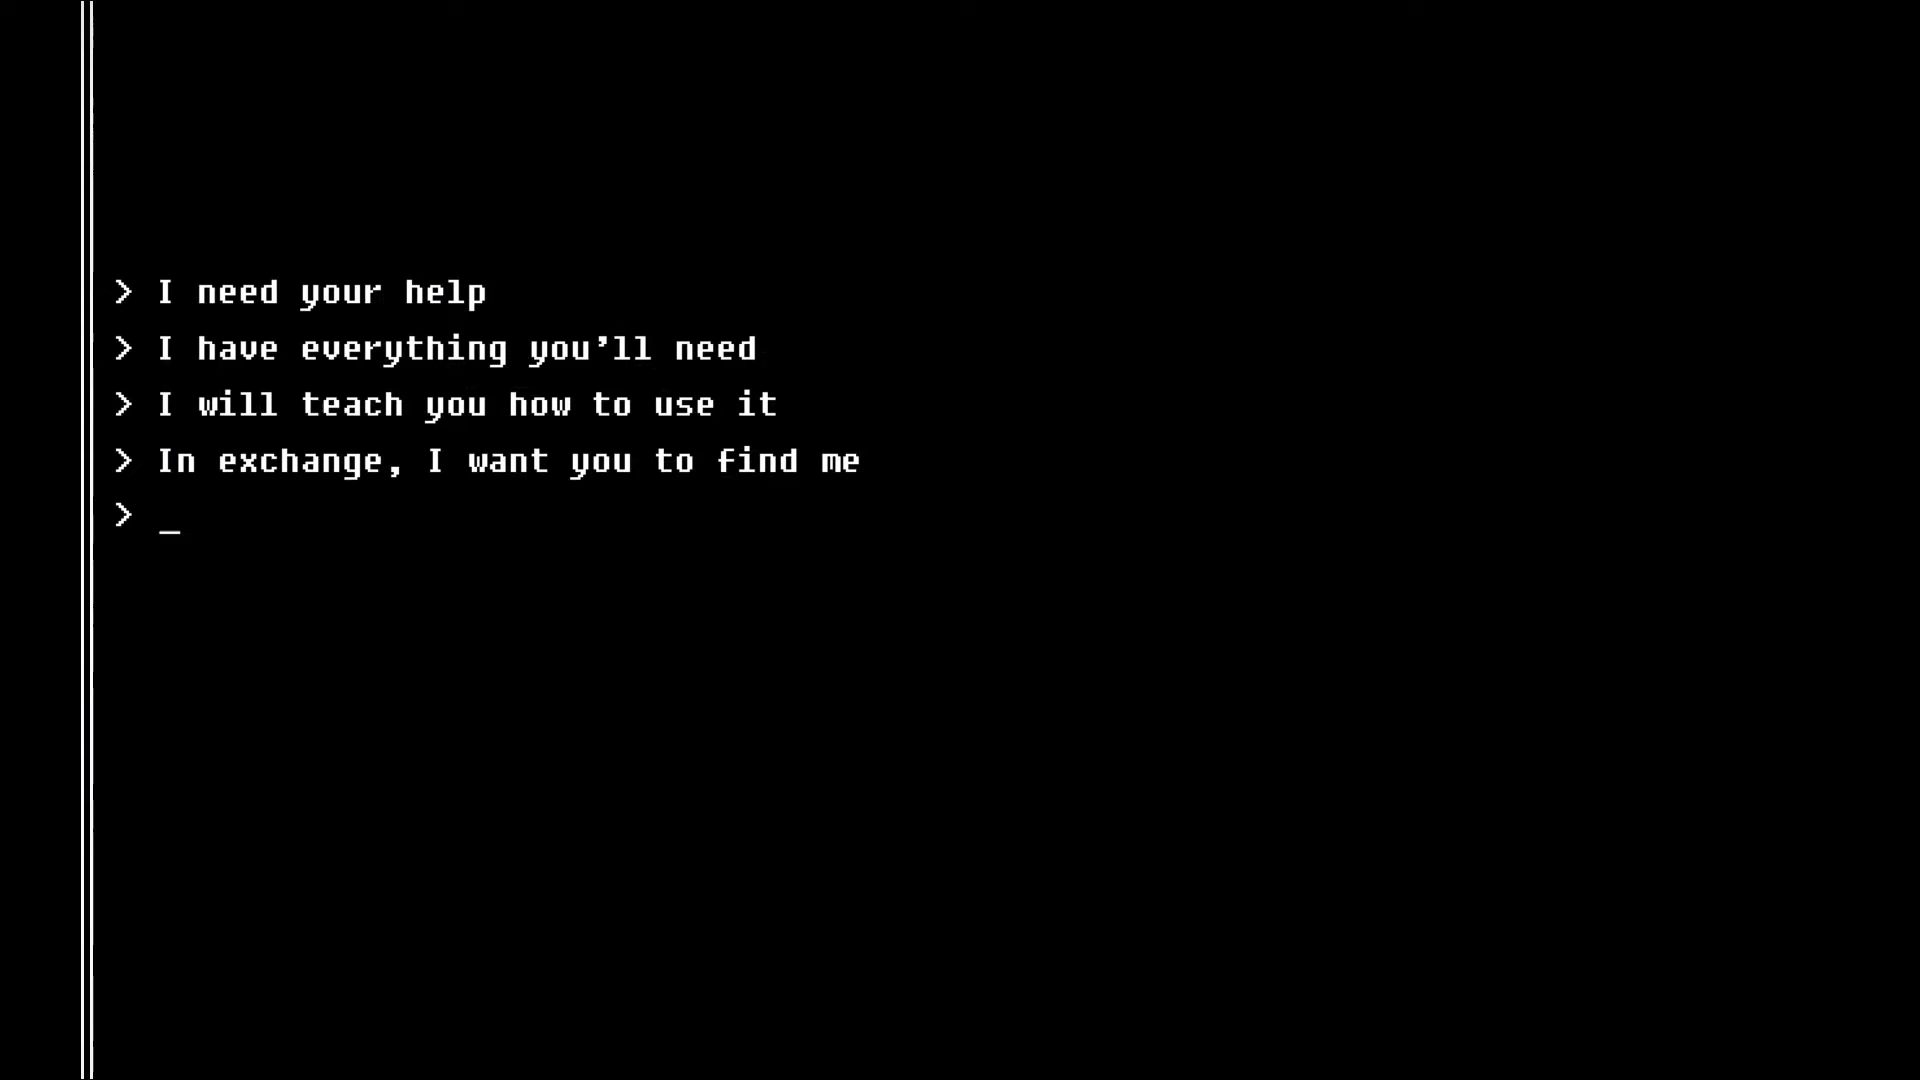 > I need your help
> I have everything you’ll need
> I will teach you how to use it
> In exchange, I want you to find me
> _